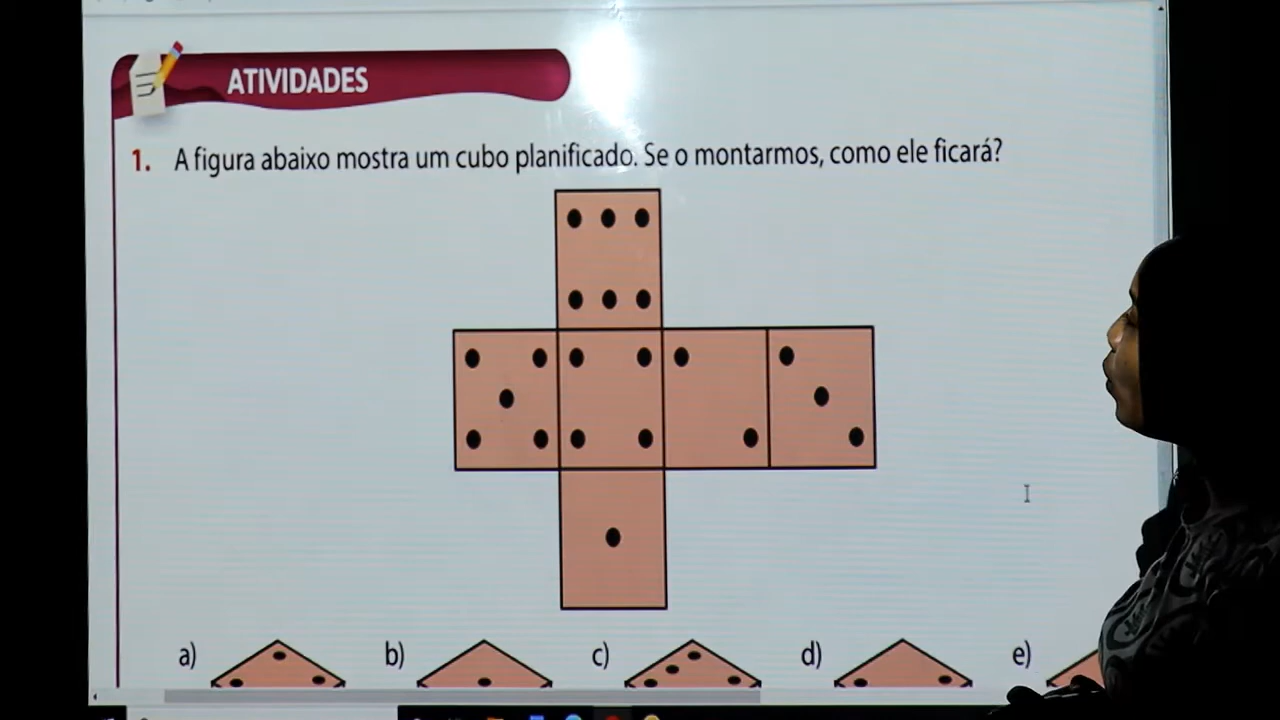 ATIVIDADES
1. A figura abaixo mostra um cubo planificado. Se o montarmos, como ele ficará?
a) b) c) d) e)